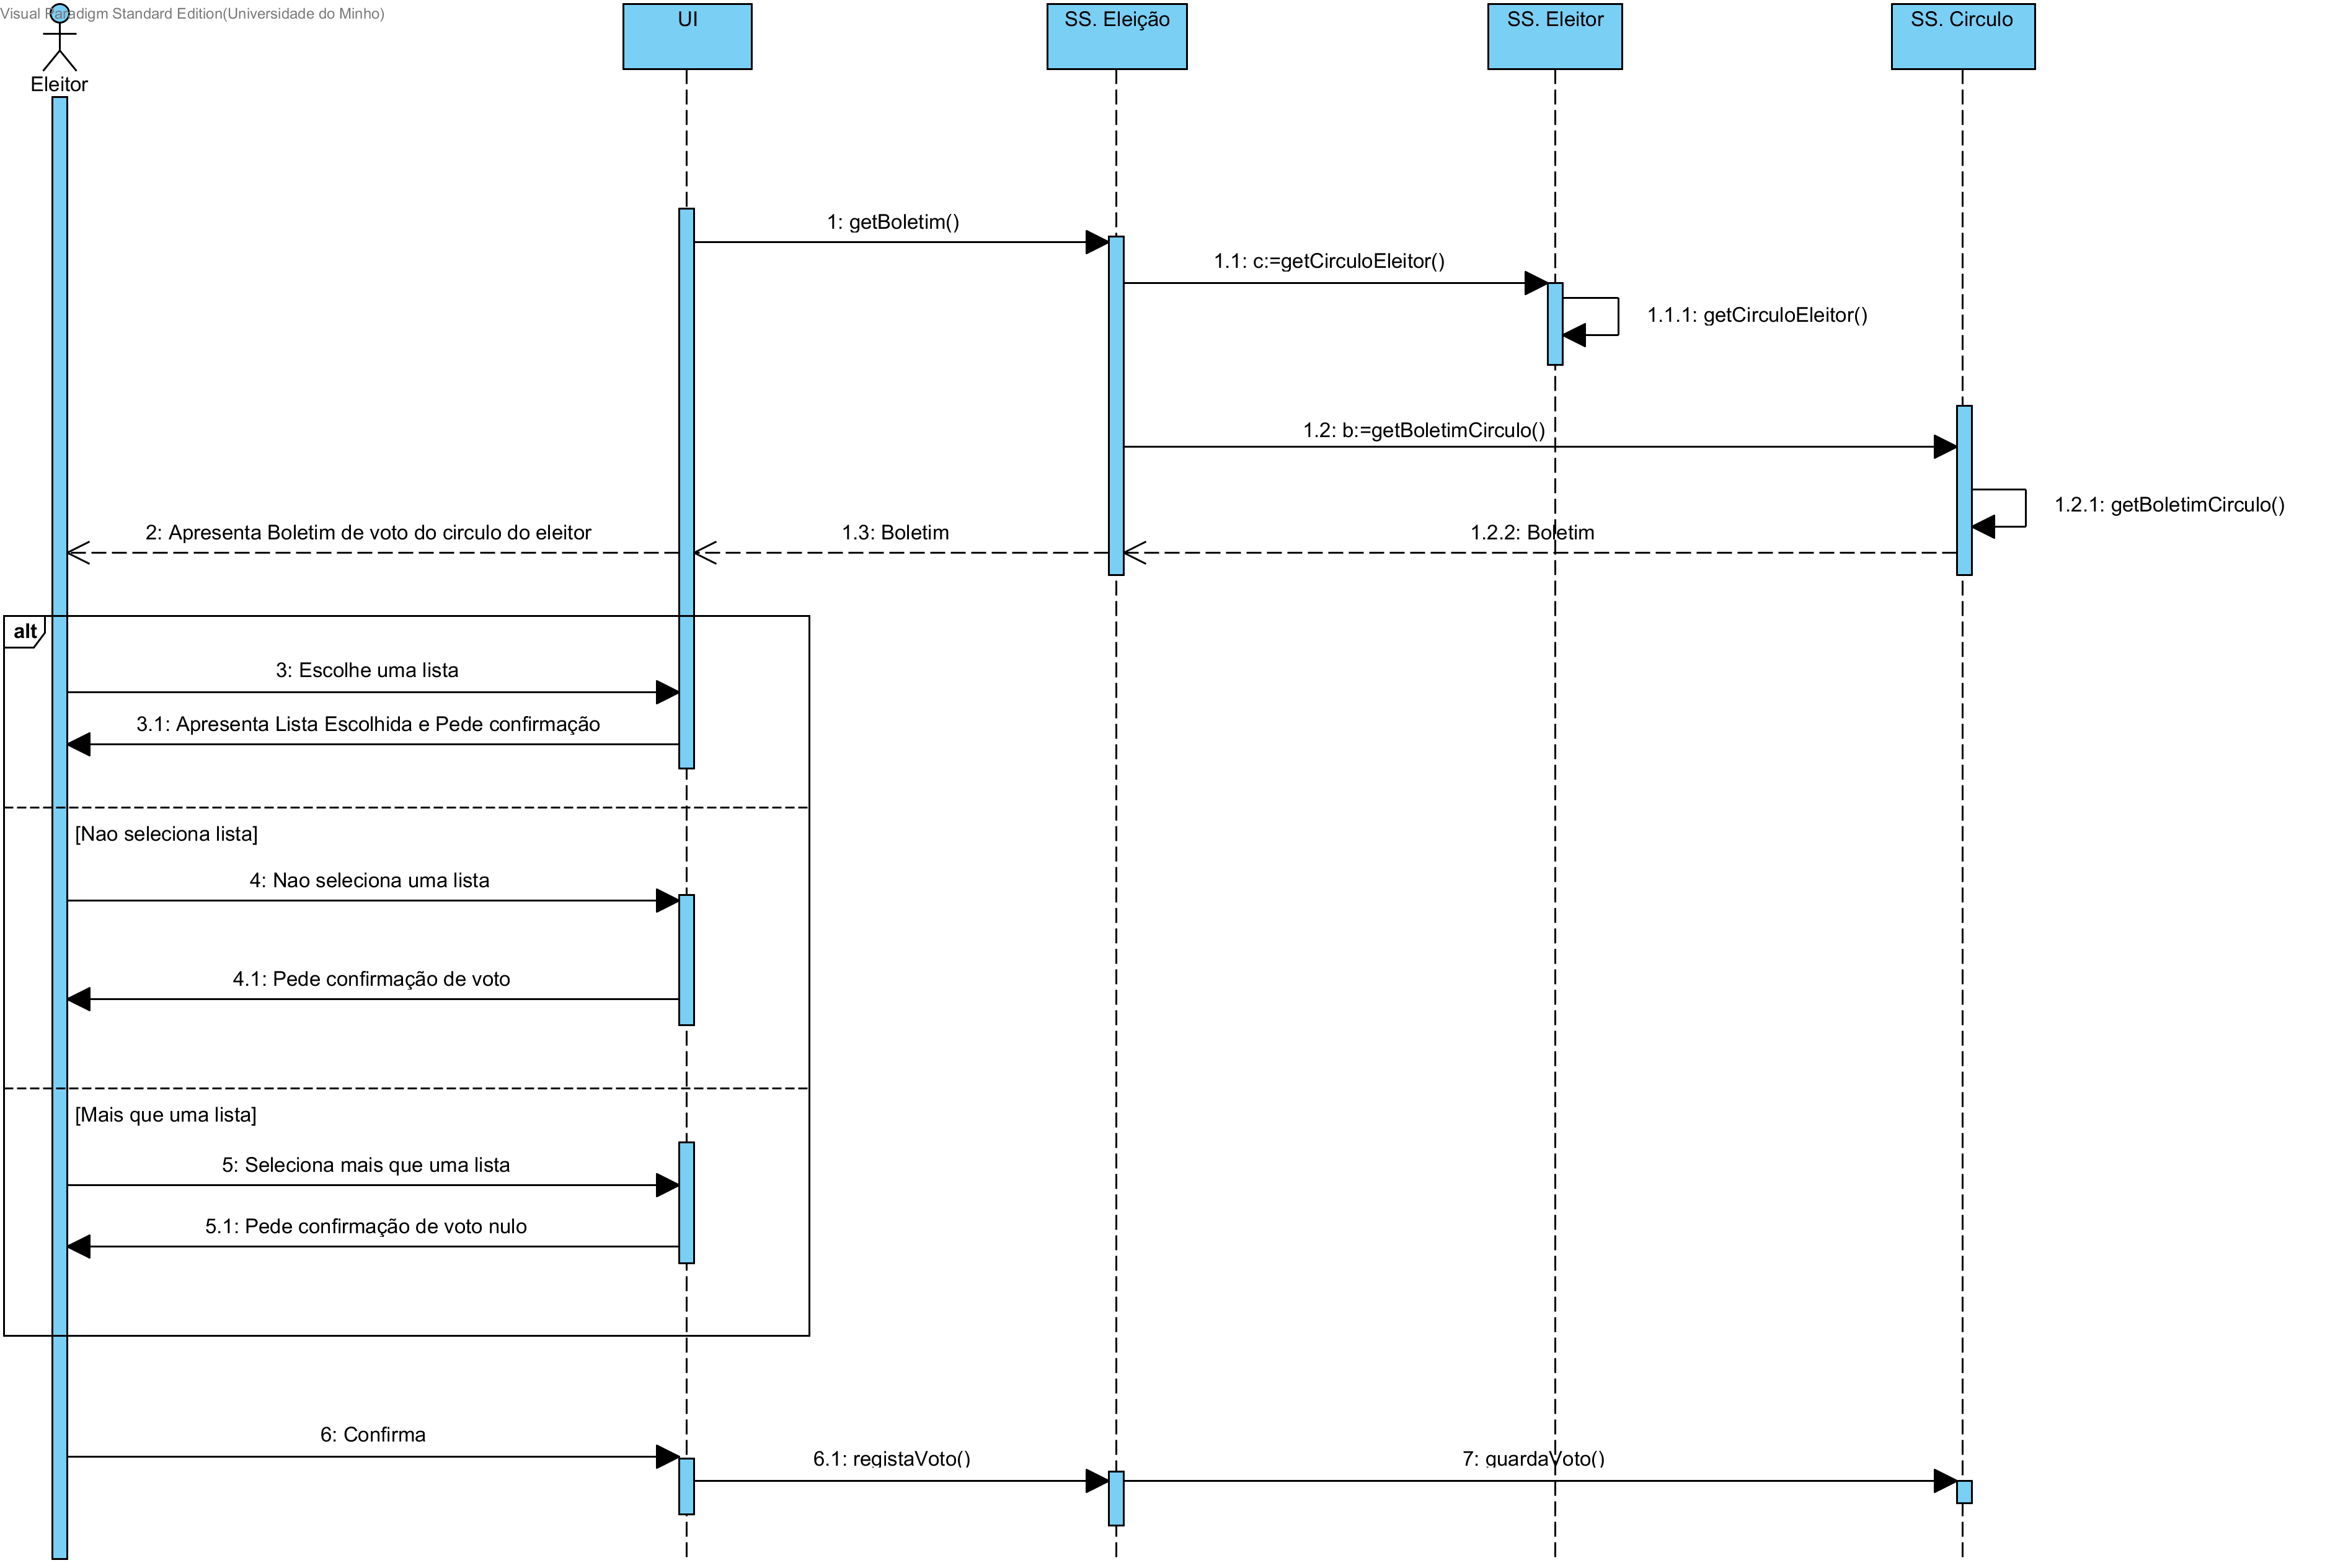 Visual Paradigm Standard Edition(Universidade do Minho)
Eleitor
UI
SS. Eleição
SS. Eleitor
SS. Circulo
1: getBoletim()
1.1: c:=getCirculoEleitor()
1.1.1: getCirculoEleitor()
1.2: b:=getBoletimCirculo()
1.2.1: getBoletimCirculo()
2: Apresenta Boletim de voto do circulo do eleitor
1.3: Boletim
1.2.2: Boletim
alt
3: Escolhe uma lista
3.1: Apresenta Lista Escolhida e Pede confirmação
[Nao seleciona lista]
4: Nao seleciona uma lista
4.1: Pede confirmação de voto
[Mais que uma lista]
5: Seleciona mais que uma lista
5.1: Pede confirmação de voto nulo
6: Confirma
6.1: registaVoto()
7: guardaVoto()